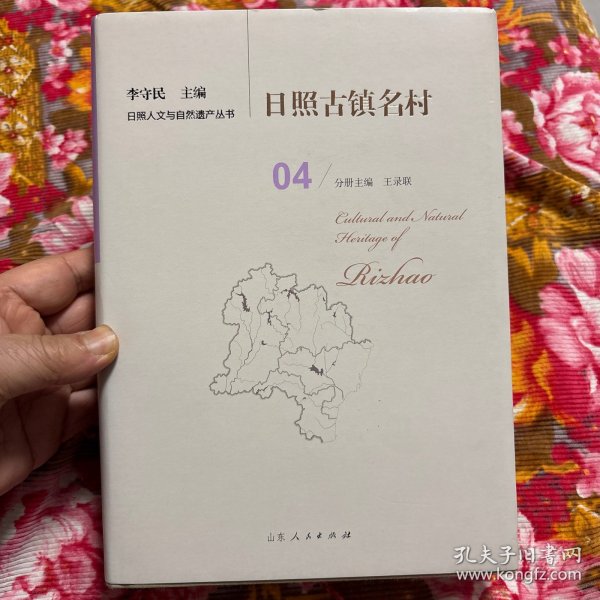 李守民 主编
日照人文与自然遗产丛书
日照古镇名村
04/分册主编 王录联
Cultural and Natural
Heritage of
Rizhao
山东人民出版社
孔夫子旧书网
www.kongfz.com